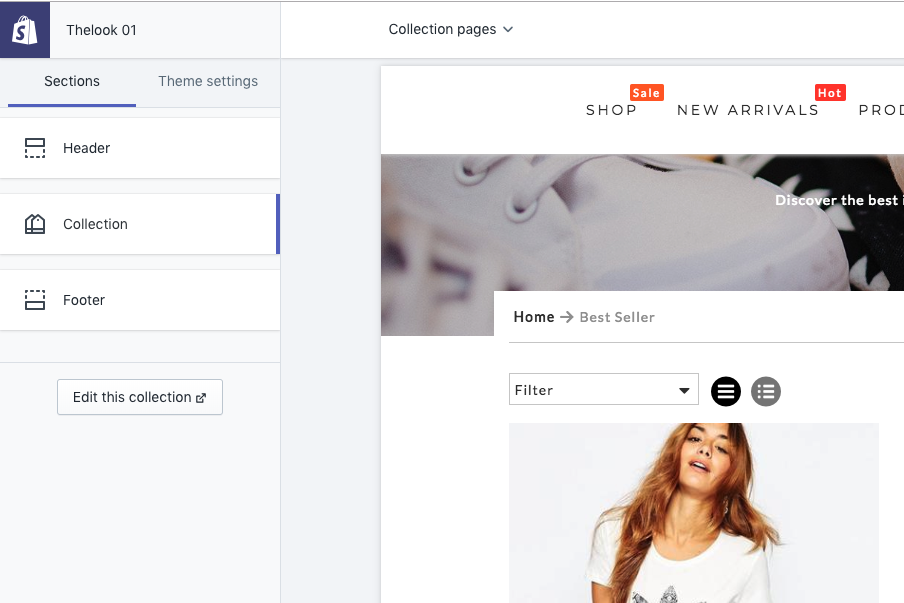 Thelook 01
Collection pages
Sections
Theme settings
Header
Collection
Footer
Edit this collection
Sale
Hot
SHOP
NEW ARRIVALS
Discover the best
Home
Best Seller
Filter